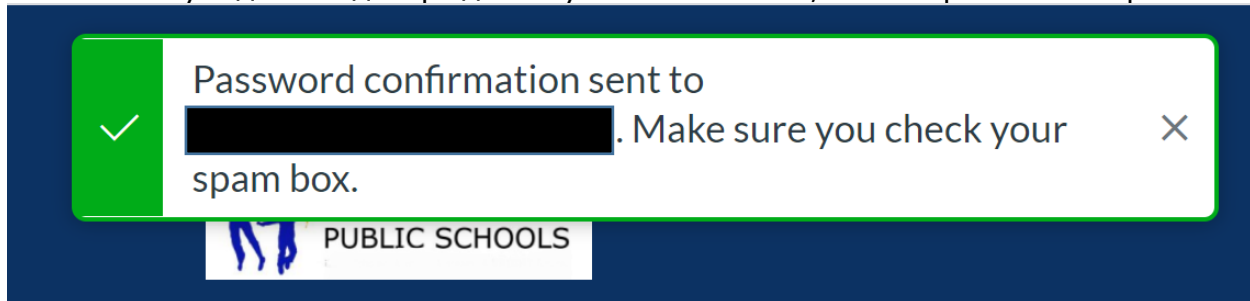 Password confirmation sent to
. Make sure you check your
spam box.
PUBLIC SCHOOLS